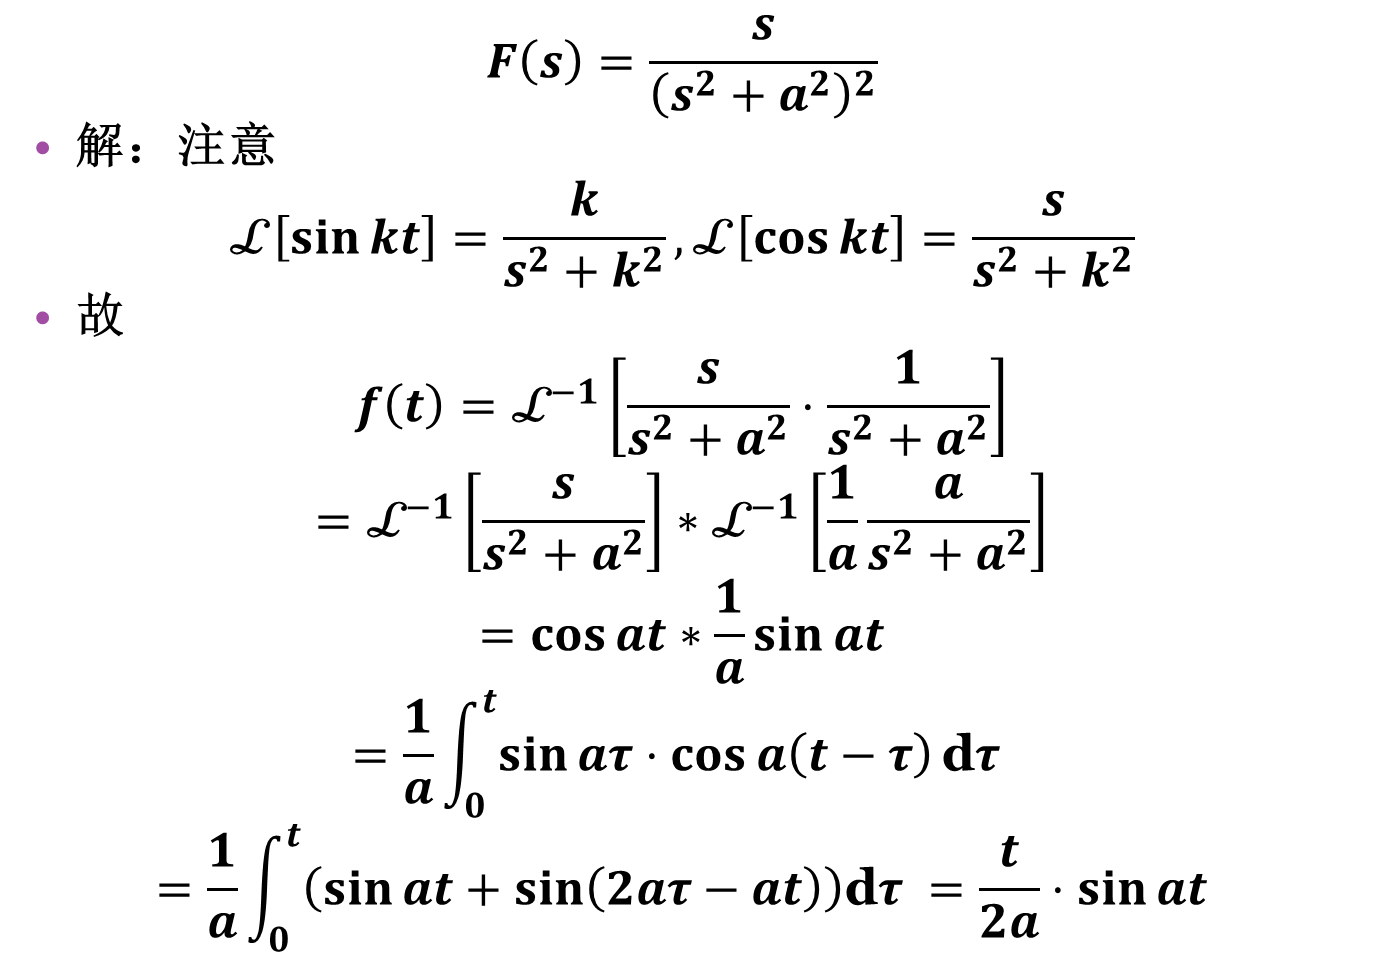 F(s) = s/(s² + a²)²
• 解：注意
ℒ[sin kt] = k/(s² + k²), ℒ[cos kt] = s/(s² + k²)
• 故
f(t) = ℒ⁻¹[s/(s² + a²) · 1/(s² + a²)]
= ℒ⁻¹[s/(s² + a²)] ∗ ℒ⁻¹[1/a a/(s² + a²)]
= cos at ∗ 1/a sin at
= 1/a ∫₀ᵗ sin aτ · cos a(t − τ) dτ
= 1/a ∫₀ᵗ (sin at + sin(2aτ − at))dτ = t/2a · sin at